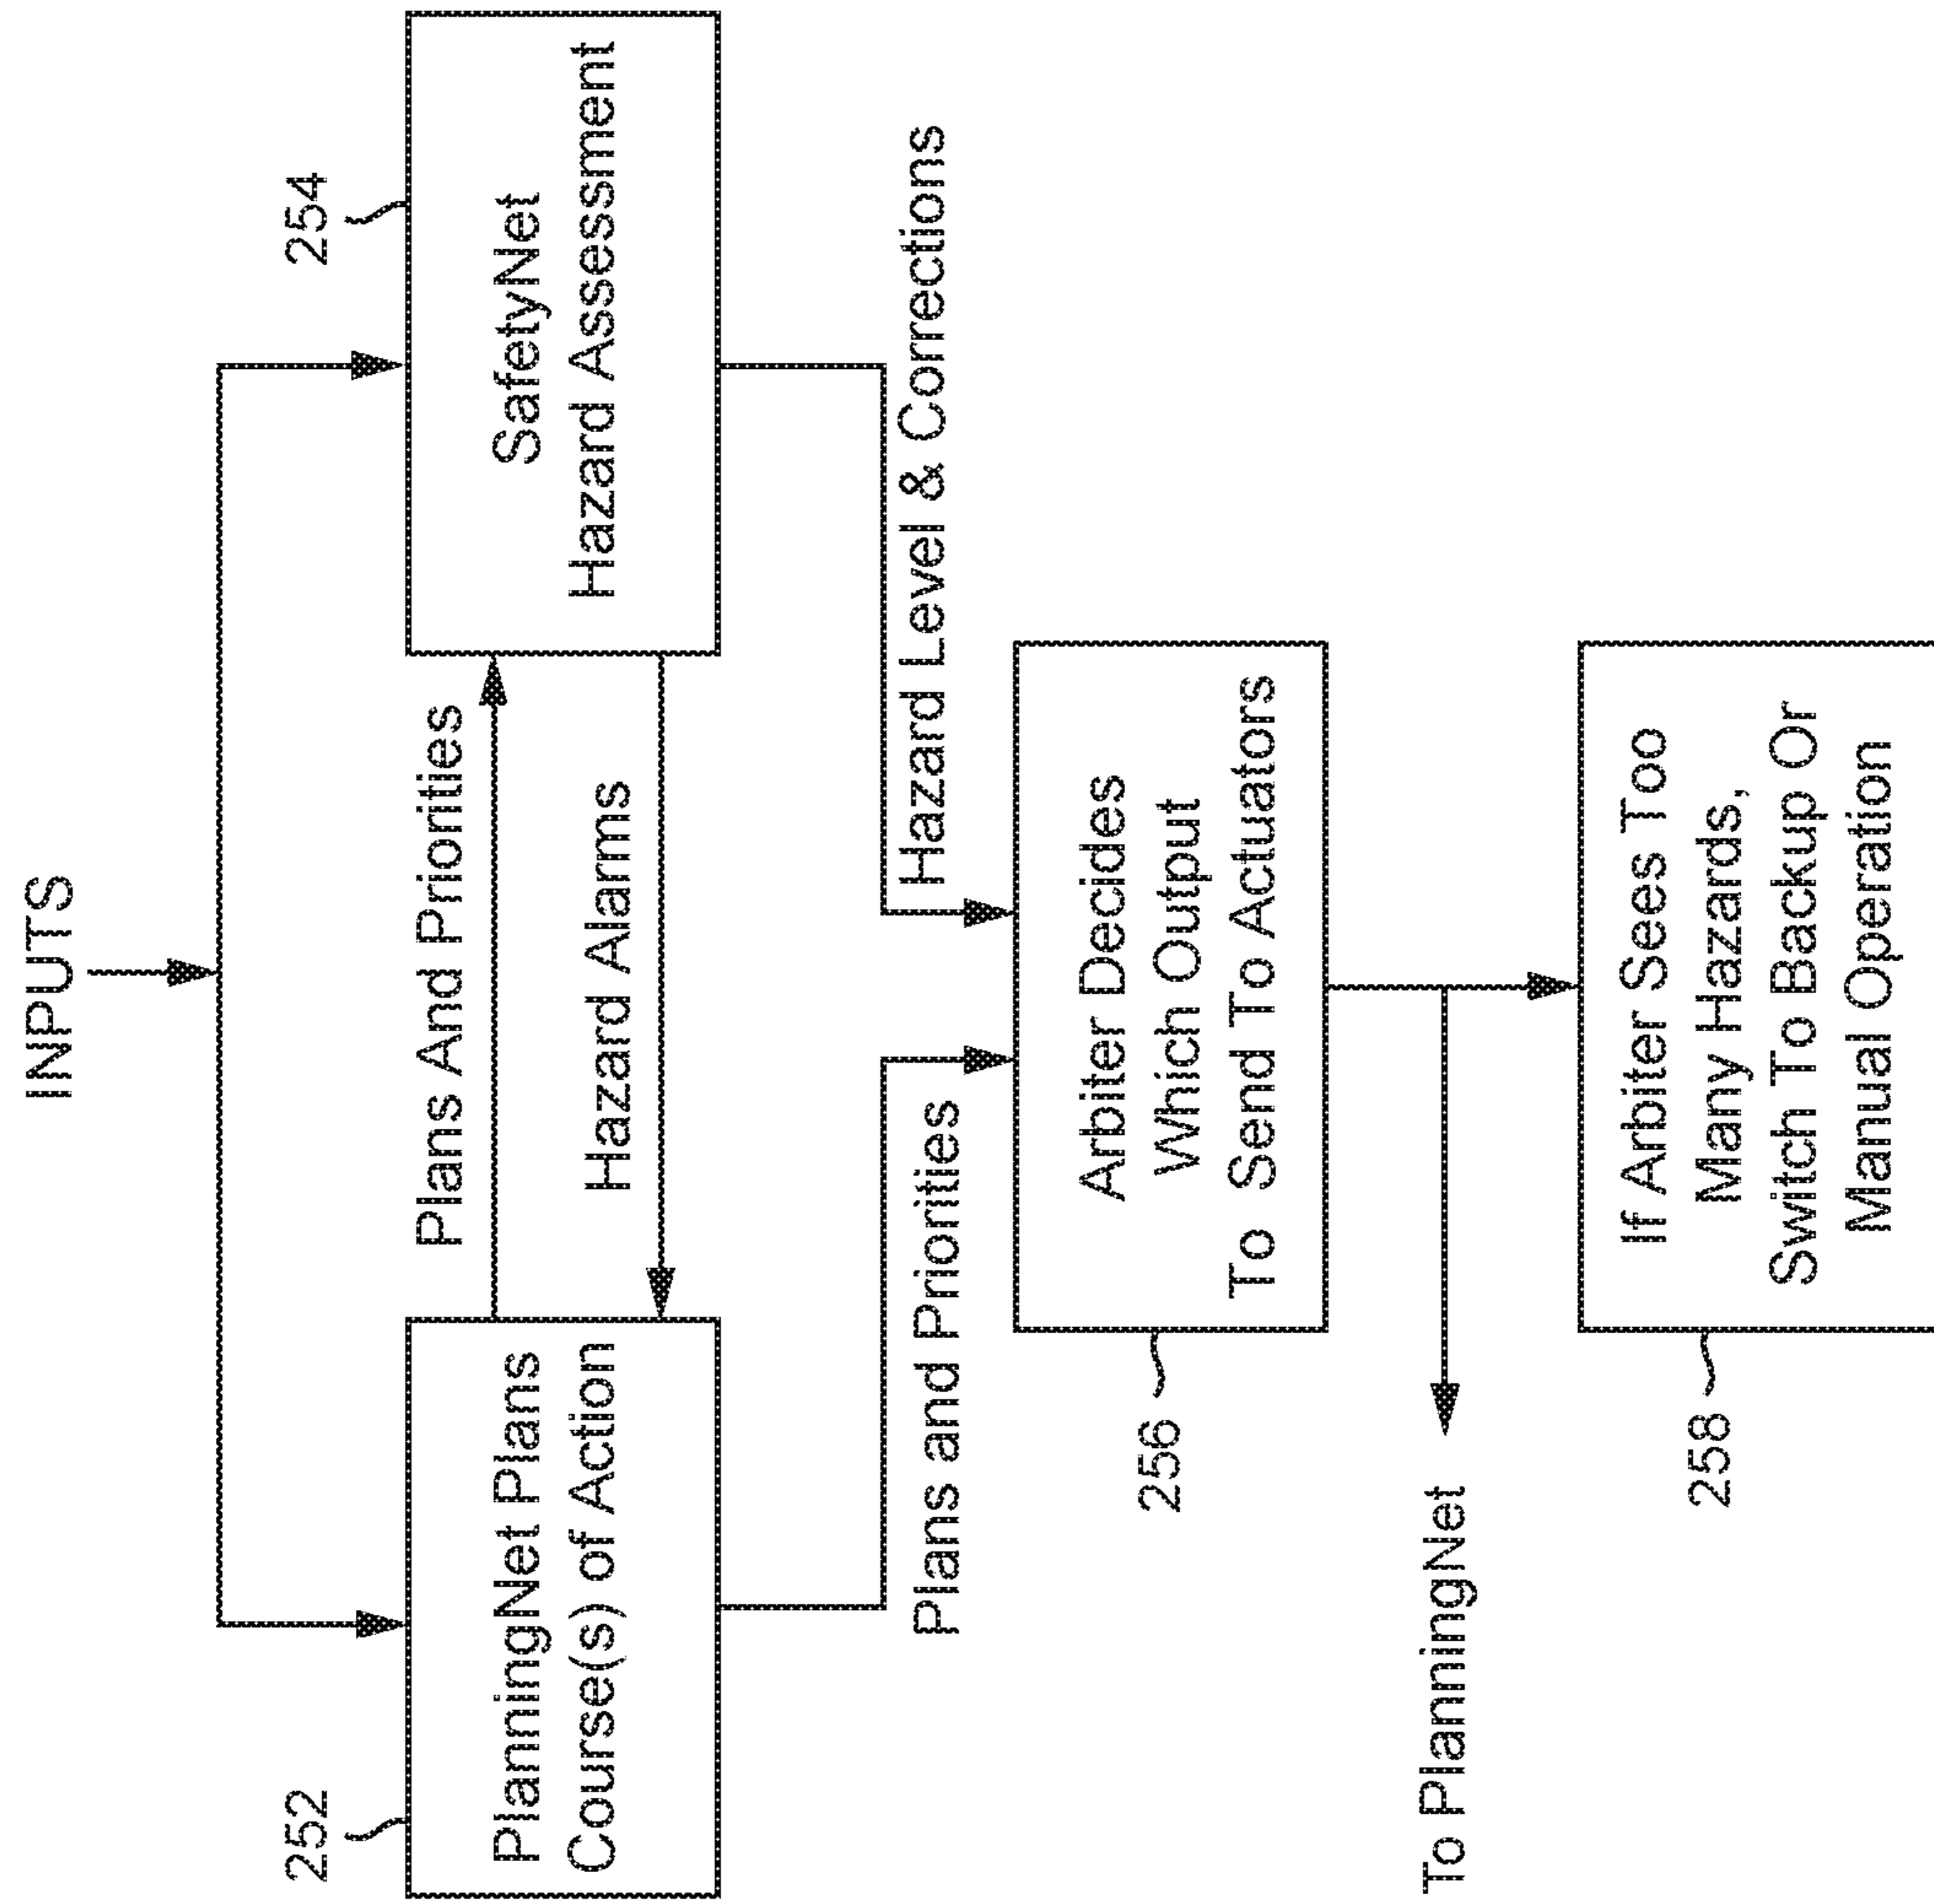 INPUTS
252
254
PlanningNet Plans
Course(s) of Action
Plans And Priorities
Hazard Alarms
SafetyNet
Hazard Assessment
Plans and Priorities
Hazard Level & Corrections
256
Arbiter Decides
Which Output
To Send To Actuators
To PlanningNet
258
If Arbiter Sees Too
Many Hazards,
Switch To Backup Or
Manual Operation